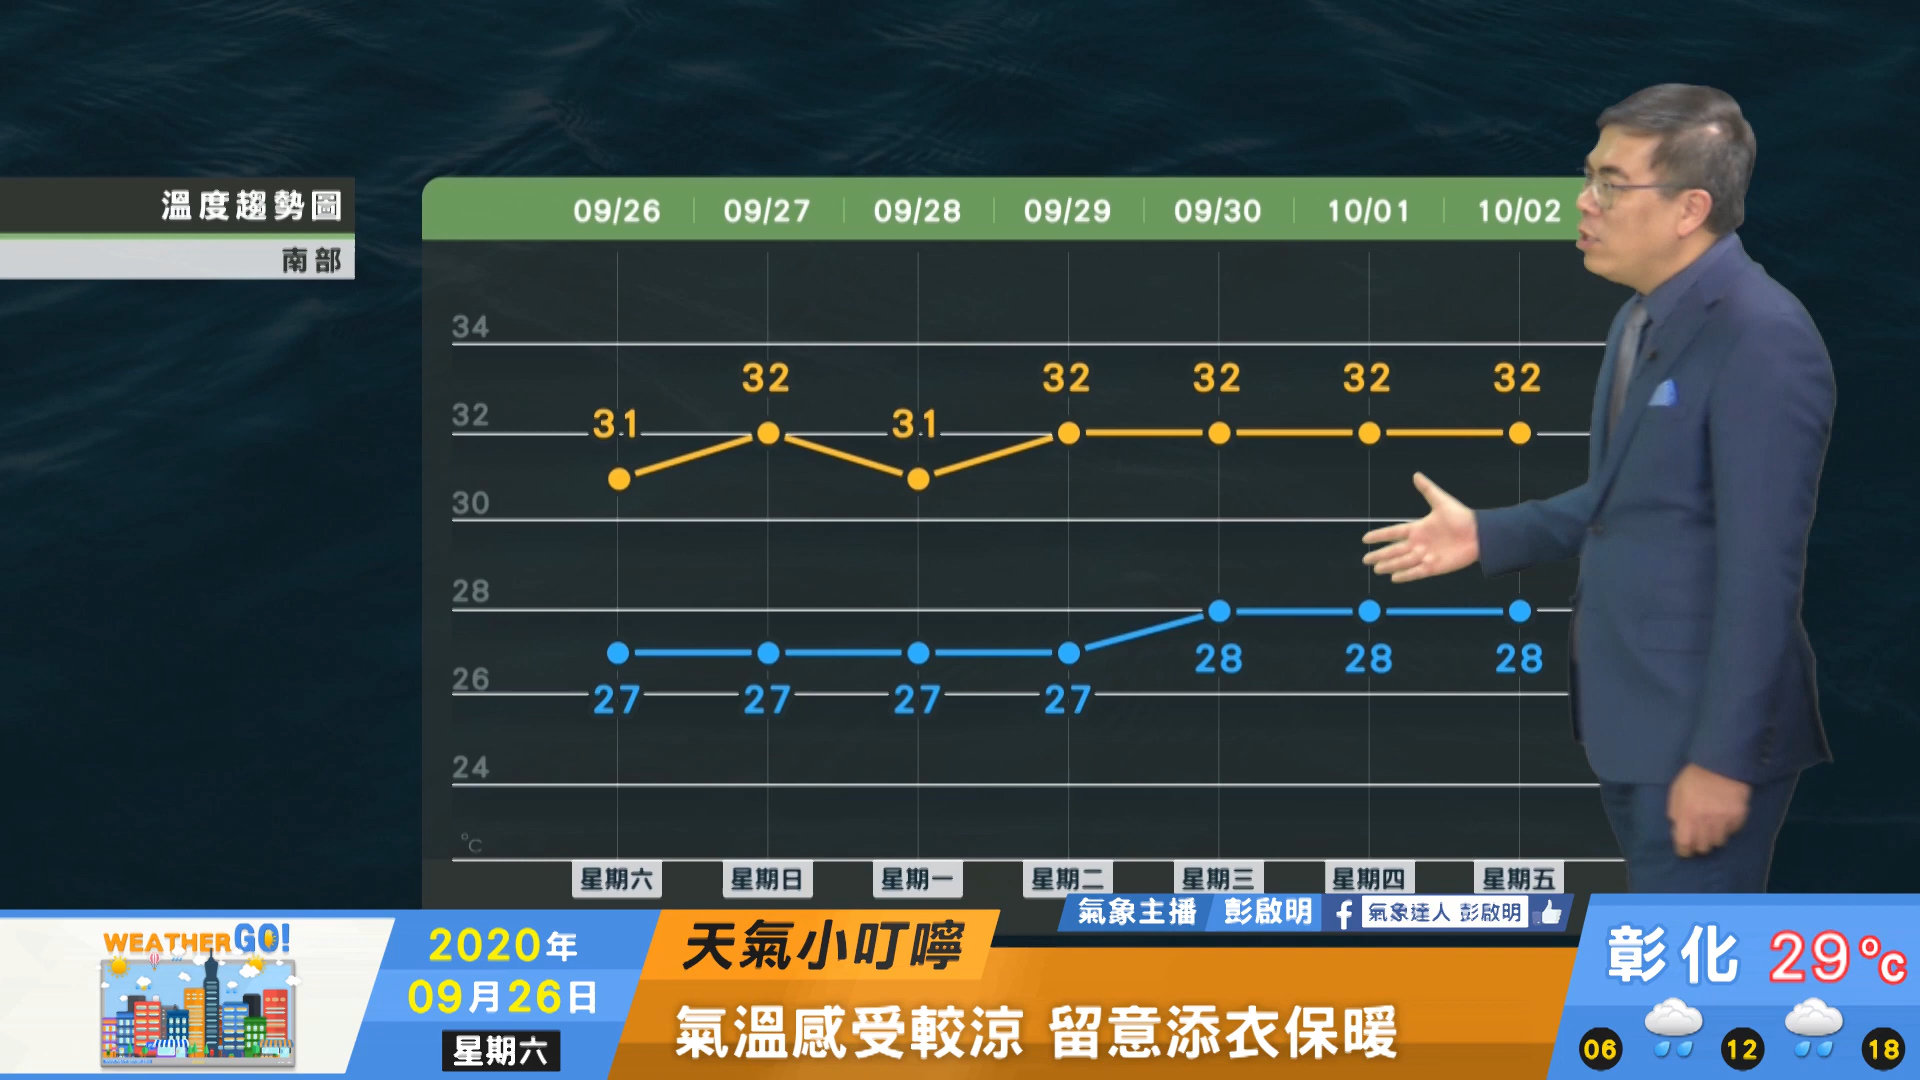 溫度趨勢圖
南部
09/26 09/27 09/28 09/29 09/30 10/01 10/02
34
32
30
28
26
24
°C
31 32 31 32 32 32 32
27 27 27 27 28 28 28
星期六 星期日 星期一 星期二 星期三 星期四 星期五
氣象主播 彭啟明 f 氣象達人 彭啟明
WEATHER GO!
2020年
09月26日
星期六
天氣小叮嚀
氣溫感受較涼 留意添衣保暖
彰化 29°C
06 12 18